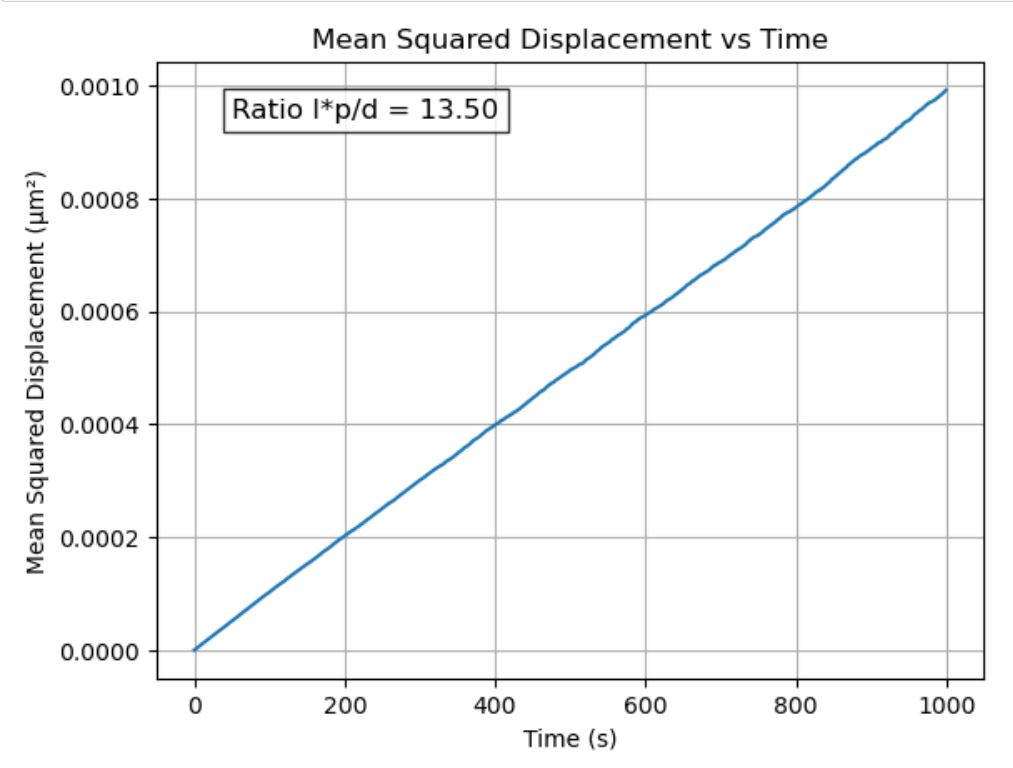 Mean Squared Displacement vs Time
Ratio l*p/d = 13.50
Mean Squared Displacement (μm²)
0.0010
0.0008
0.0006
0.0004
0.0002
0.0000
0 200 400 600 800 1000
Time (s)